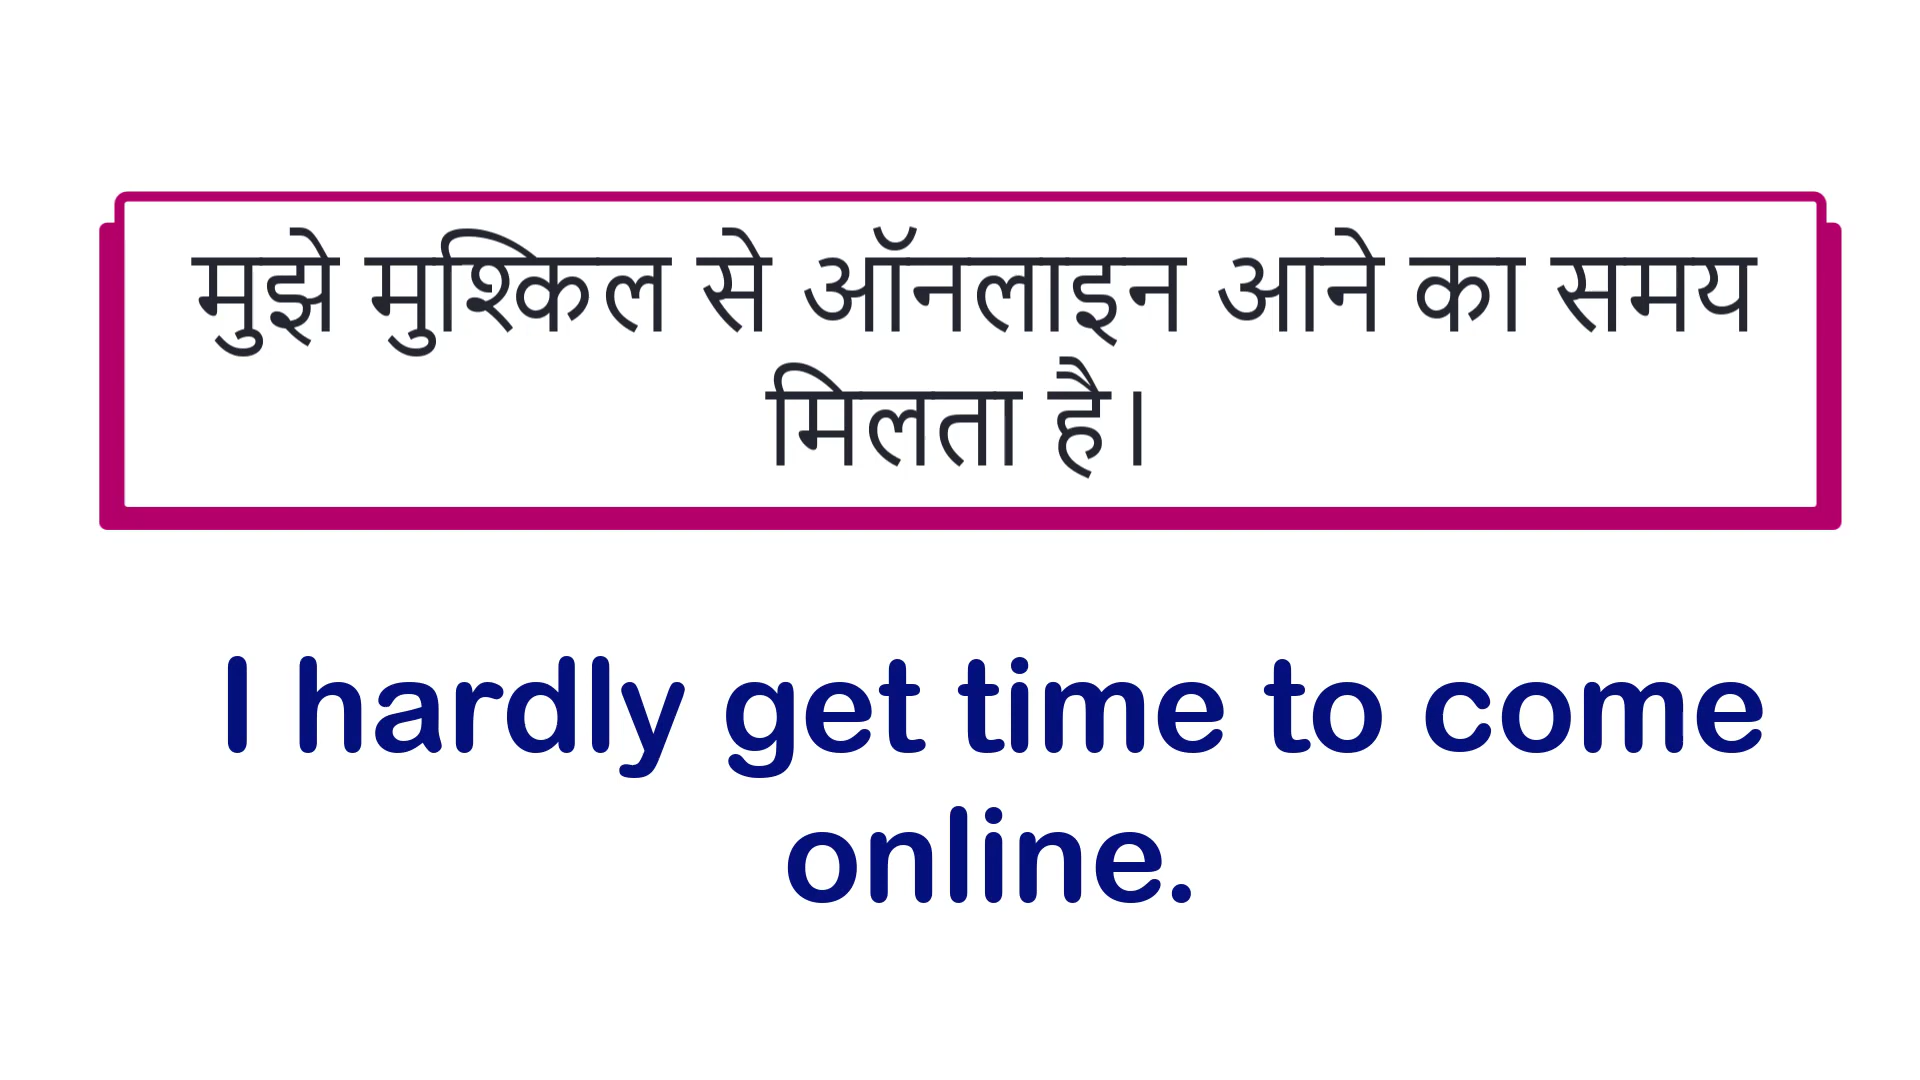 मुझे मुश्किल से ऑनलाइन आने का समय
मिलता है।
I hardly get time to come
online.